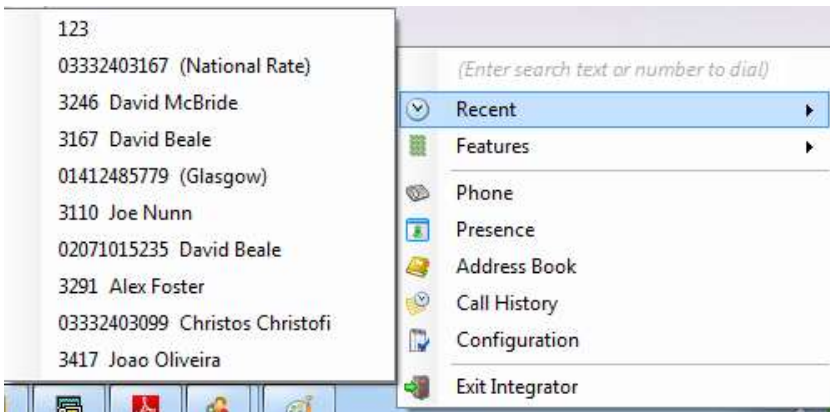 123
03332403167 (National Rate)
3246 David McBride
3167 David Beale
01412485779 (Glasgow)
3110 Joe Nunn
02071015235 David Beale
3291 Alex Foster
03332403099 Christos Christofi
3417 Joao Oliveira
(Enter search text or number to dial)
Recent
Features
Phone
Presence
Address Book
Call History
Configuration
Exit Integrator